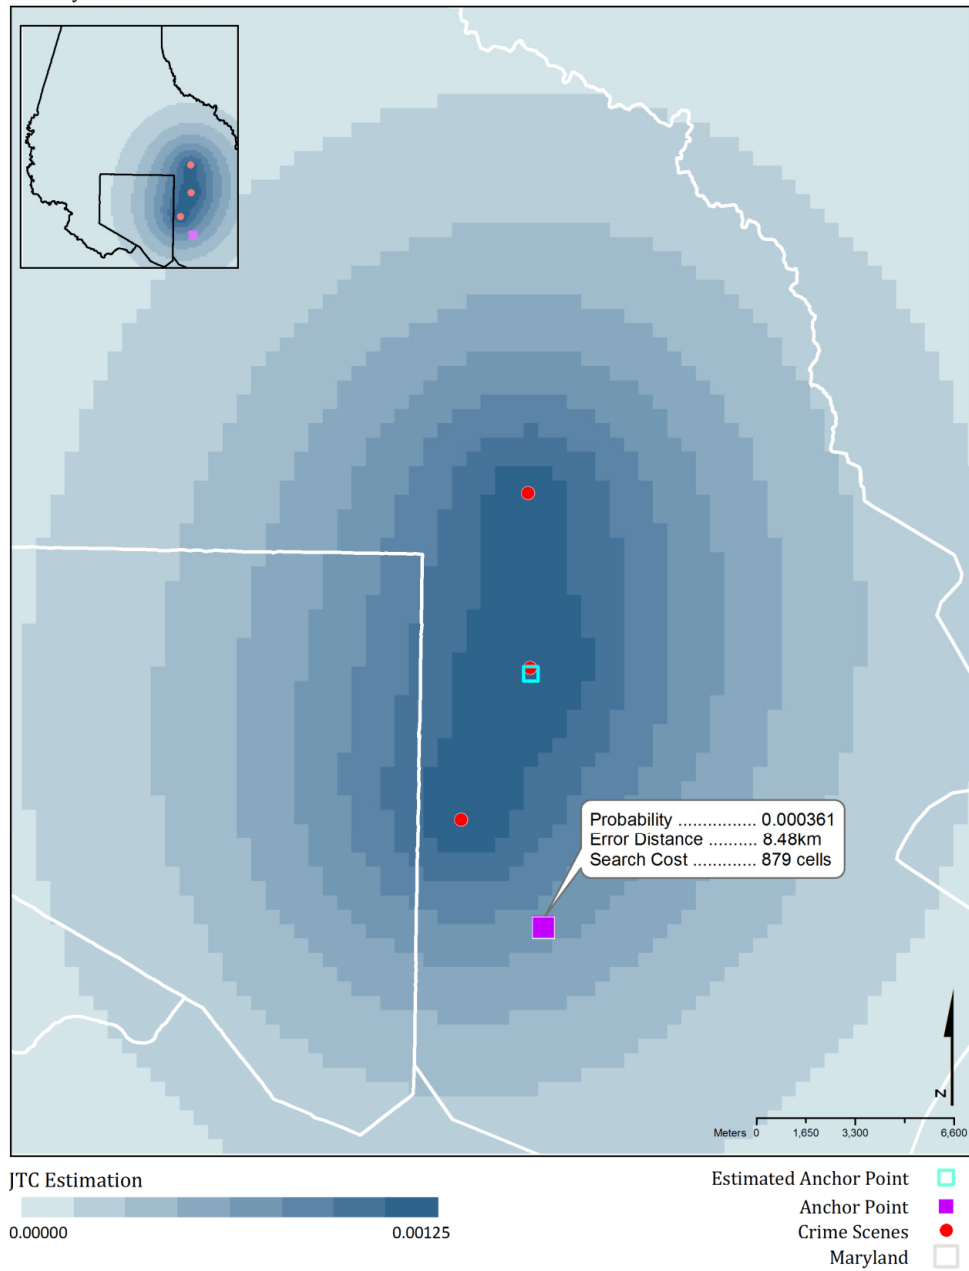 Probability ................ 0.000361
Error Distance .......... 8.48km
Search Cost ............ 879 cells
N
Meters 0 1,650 3,300 6,600
JTC Estimation
0.00000 0.00125
Estimated Anchor Point
Anchor Point
Crime Scenes
Maryland